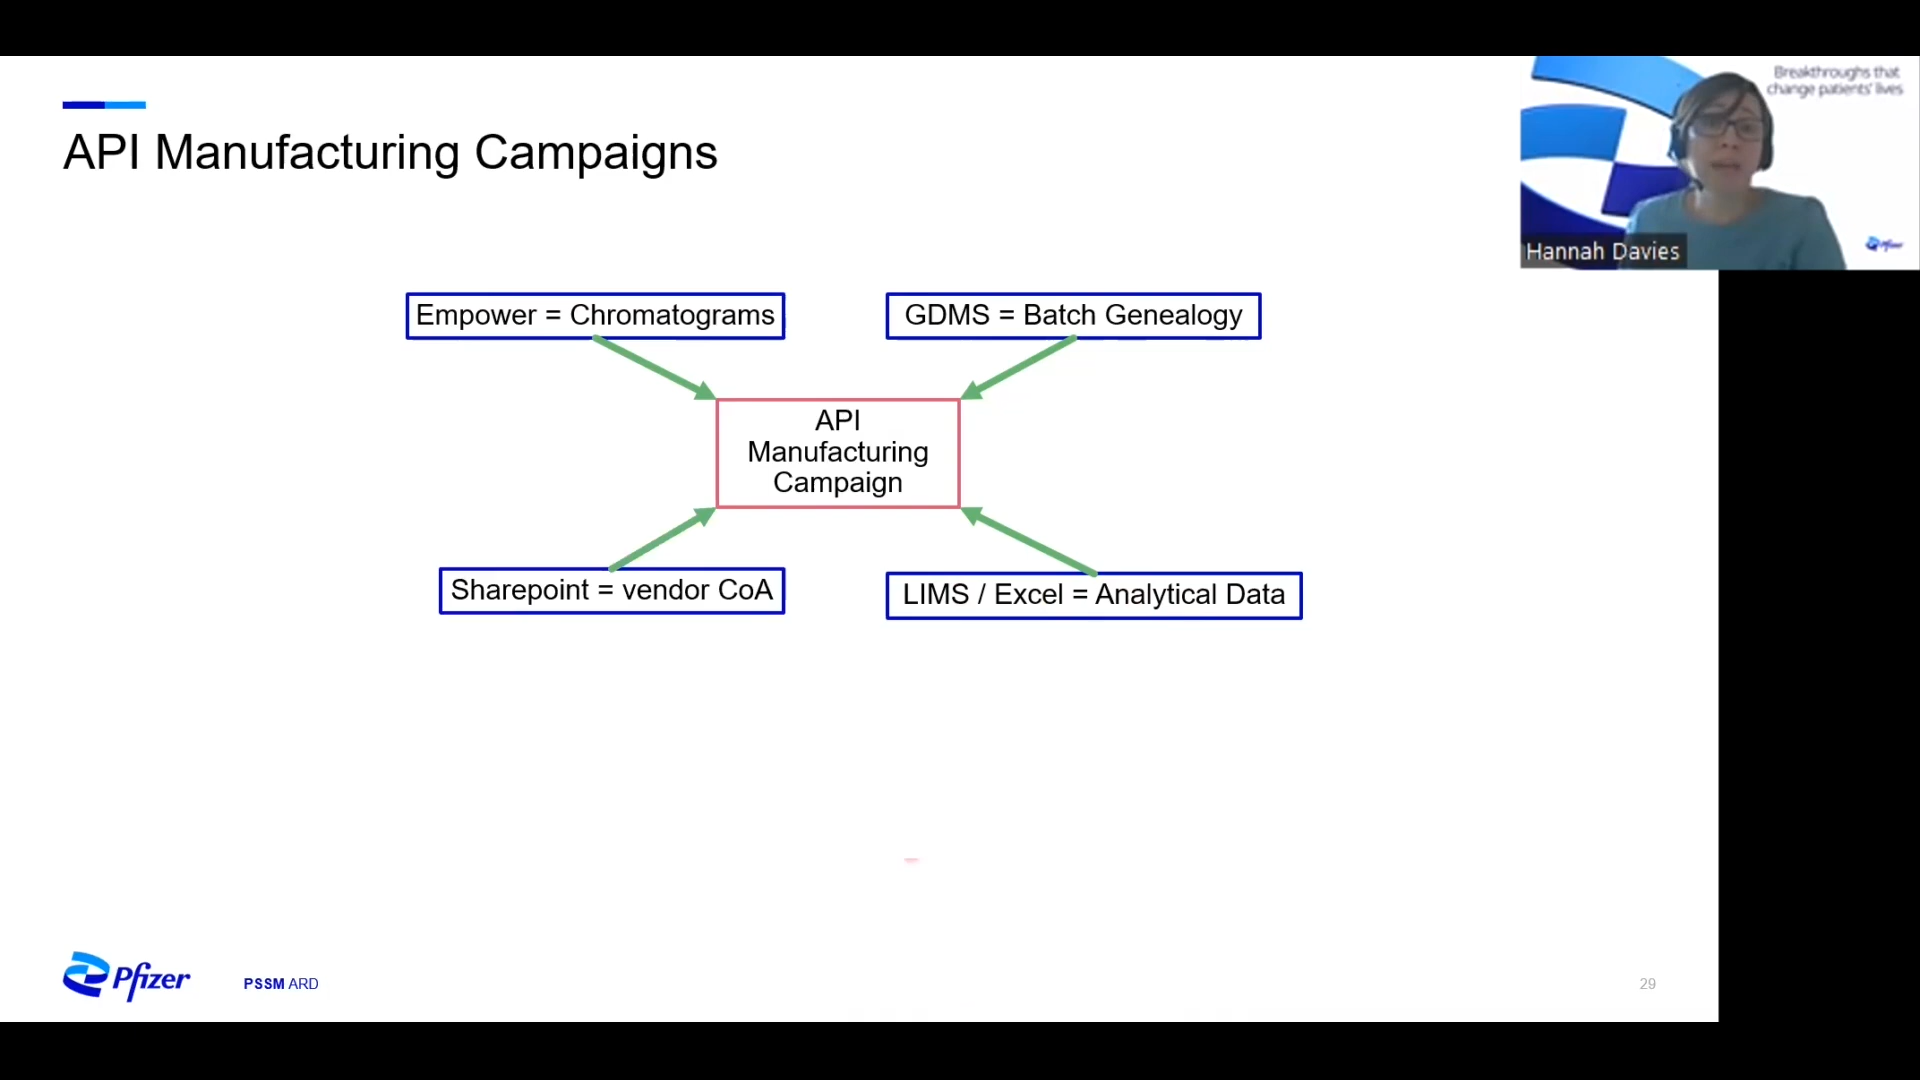 Breakthroughs that
change patients' lives
API Manufacturing Campaigns
Hannah Davies
Pfizer
Empower = Chromatograms
GDMS = Batch Genealogy
API
Manufacturing
Campaign
Sharepoint = vendor CoA
LIMS / Excel = Analytical Data
Pfizer
PSSM ARD
29